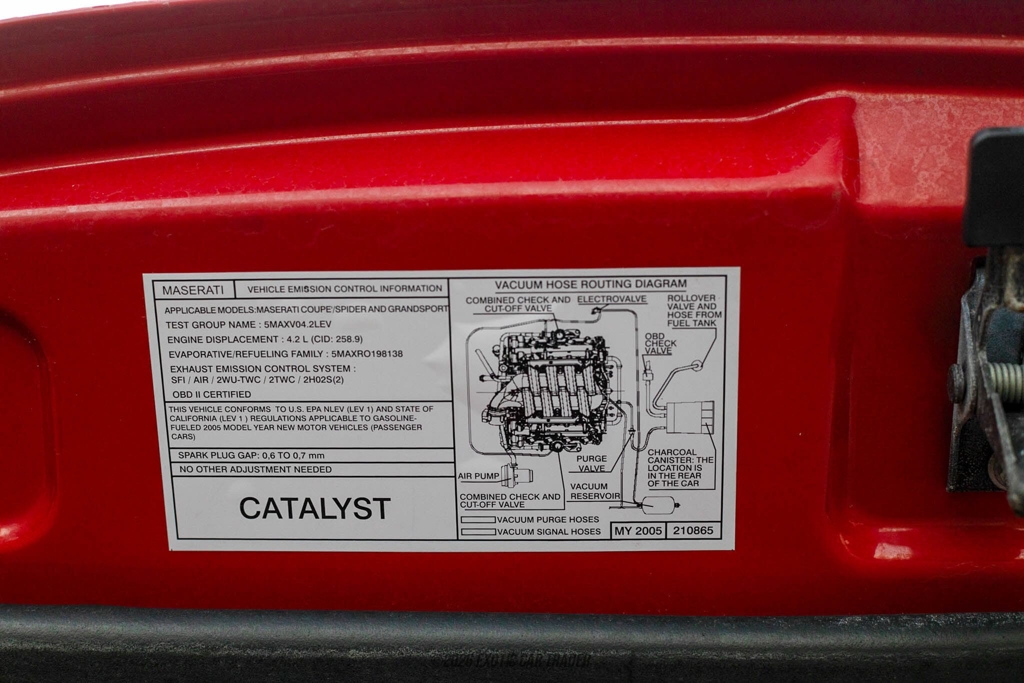 MASERATI
VEHICLE EMISSION CONTROL INFORMATION
APPLICABLE MODELS:MASERATI COUPE'/SPIDER AND GRANDSPORT
TEST GROUP NAME : 5MAXV04.2LEV
ENGINE DISPLACEMENT : 4.2 L (CID: 258.9)
EVAPORATIVE/REFUELING FAMILY : 5MAXRO198138
EXHAUST EMISSION CONTROL SYSTEM :
SFI / AIR / 2WU-TWC / 2TWC / 2H02S(2)
OBD II CERTIFIED
THIS VEHICLE CONFORMS TO U.S. EPA NLEV (LEV 1) AND STATE OF
CALIFORNIA (LEV 1 ) REGULATIONS APPLICABLE TO GASOLINE-
FUELED 2005 MODEL YEAR NEW MOTOR VEHICLES (PASSENGER
CARS)
SPARK PLUG GAP: 0,6 TO 0,7 mm
NO OTHER ADJUSTMENT NEEDED
CATALYST
VACUUM HOSE ROUTING DIAGRAM
COMBINED CHECK AND
CUT-OFF VALVE
ELECTROVALVE
ROLLOVER
VALVE AND
HOSE FROM
FUEL TANK
OBD
CHECK
VALVE
PURGE
VALVE
CHARCOAL
CANISTER: THE
LOCATION IS
IN THE REAR
OF THE CAR
AIR PUMP
VACUUM
RESERVOIR
COMBINED CHECK AND
CUT-OFF VALVE
VACUUM PURGE HOSES
VACUUM SIGNAL HOSES
MY 2005
210865